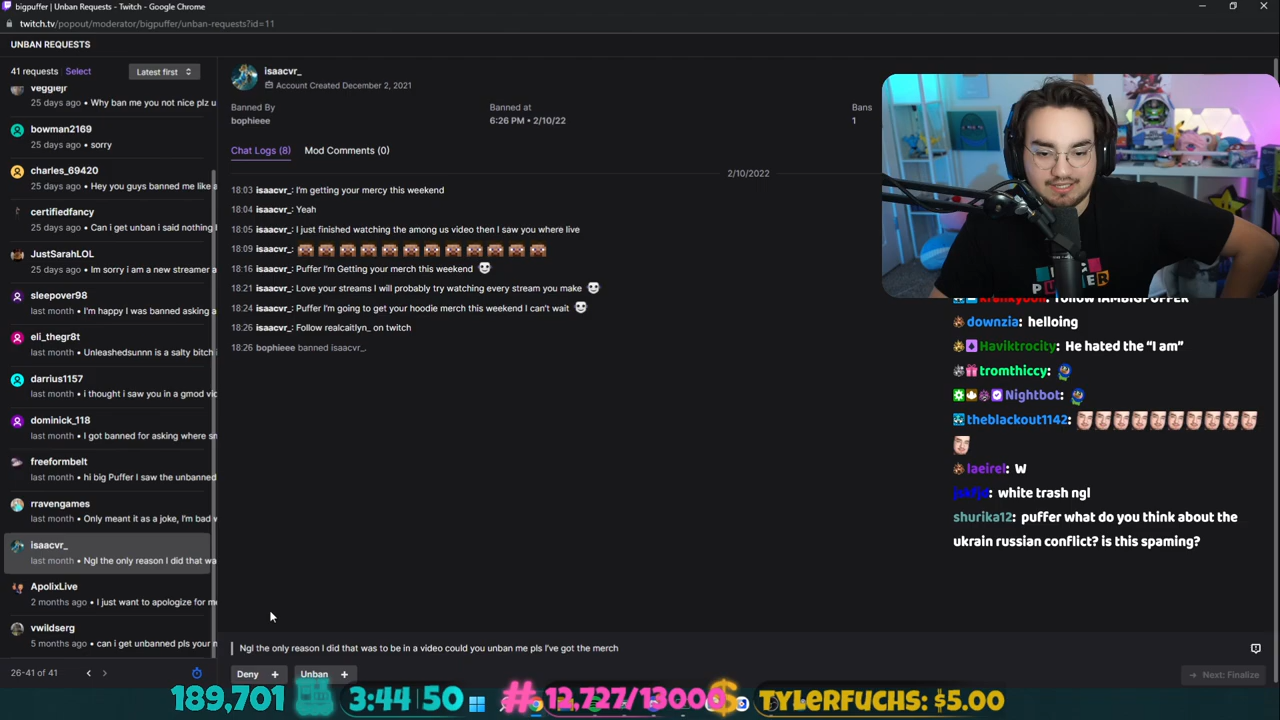 bigpuffer | Unban Requests - Twitch - Google Chrome
twitch.tv/popout/moderator/bigpuffer/unban-requests?id=11
UNBAN REQUESTS
41 requests Select Latest first
veggiejr
25 days ago • Why ban me you not nice plz u
bowman2169
25 days ago • sorry
charles_69420
25 days ago • Hey you guys banned me like
certifiedfancy
25 days ago • Can i get unban i said nothing
JustSarahLOL
25 days ago • Im sorry i am a new streamer
sleepover98
last month • I'm happy I was banned asking
eli_thegr8t
last month • Unleashedsunnn is a salty bitch
darrius1157
last month • i thought i saw you in a gmod vi
dominick_118
last month • I got banned for asking where s
freeformbelt
last month • hi big Puffer I saw the unbanned
rravengames
last month • Only meant it as a joke, I'm bad
isaacvr_
last month • Ngl the only reason I did that wa
ApolixLive
2 months ago • I just want to apologize for m
vwildserg
5 months ago • can i get unbanned pls your
26-41 of 41
isaacvr_
Account Created December 2, 2021
Banned By
bophieee
Banned at
6:26 PM • 2/10/22
Bans
1
Chat Logs (8) Mod Comments (0)
2/10/2022
18:03 isaacvr_: I'm getting your mercy this weekend
18:04 isaacvr_: Yeah
18:05 isaacvr_: I just finished watching the among us video then I saw you where live
18:09 isaacvr_:
18:16 isaacvr_: Puffer I'm Getting your merch this weekend
18:21 isaacvr_: Love your streams I will probably try watching every stream you make
18:24 isaacvr_: Puffer I'm going to get your hoodie merch this weekend I can't wait
18:26 isaacvr_: Follow realcaitlyn_ on twitch
18:26 bophieee banned isaacvr_.
Ngl the only reason I did that was to be in a video could you unban me pls I've got the merch
Deny + Unban +
Next: Finalize
follow IAMBIGPUFFER
downzia: helloing
Haviktrocity: He hated the “I am”
tromthiccy:
Nightbot:
theblackout1142:
laeirel: W
white trash ngl
shurika12: puffer what do you think about the
ukrain russian conflict? is this spaming?
189,701 3:44 50 #12,727/13000 $ TYLERFUCHS: $5.00